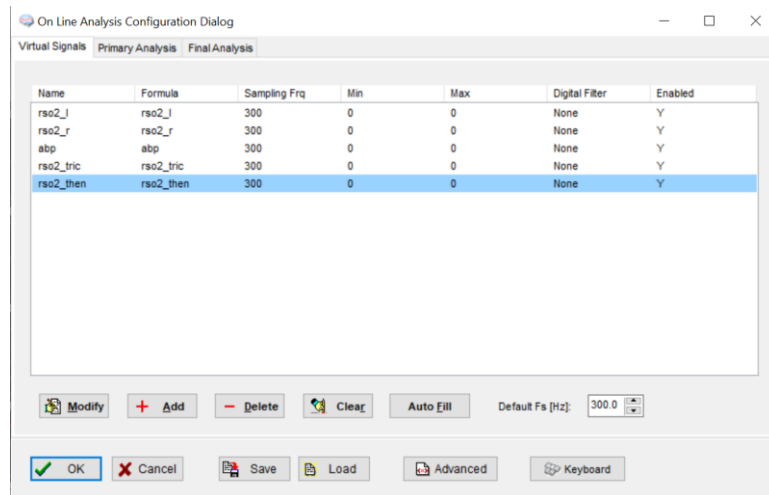 On Line Analysis Configuration Dialog
Virtual Signals Primary Analysis Final Analysis
Name Formula Sampling Frq Min Max Digital Filter Enabled
rso2_l rso2_l 300 0 0 None Y
rso2_r rso2_r 300 0 0 None Y
abp abp 300 0 0 None Y
rso2_tric rso2_tric 300 0 0 None Y
rso2_then rso2_then 300 0 0 None Y
Modify Add Delete Clear Auto Fill Default Fs [Hz]: 300.0
OK Cancel Save Load Advanced Keyboard